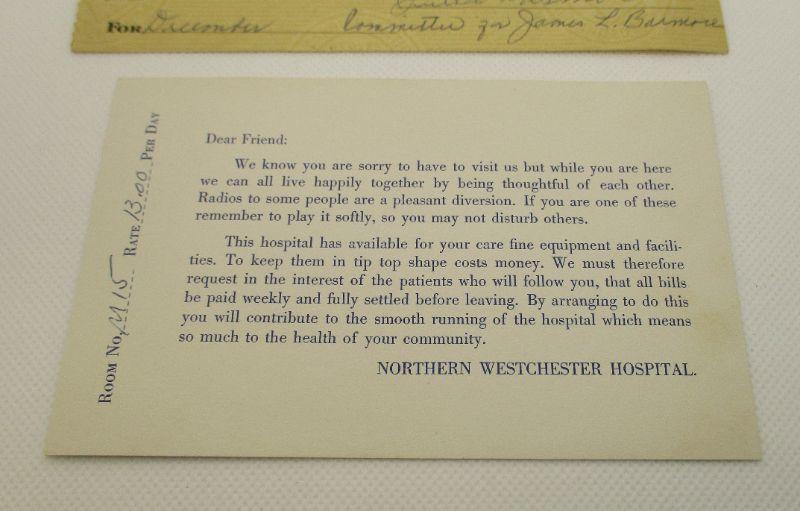 FOR December Committee for James L. Barmore
Dear Friend:
We know you are sorry to have to visit us but while you are here
we can all live happily together by being thoughtful of each other.
Radios to some people are a pleasant diversion. If you are one of these
remember to play it softly, so you may not disturb others.
This hospital has available for your care fine equipment and facili-
ties. To keep them in tip top shape costs money. We must therefore
request in the interest of the patients who will follow you, that all bills
be paid weekly and fully settled before leaving. By arranging to do this
you will contribute to the smooth running of the hospital which means
so much to the health of your community.
NORTHERN WESTCHESTER HOSPITAL.
ROOM No. M15 RATE 13.00 PER DAY